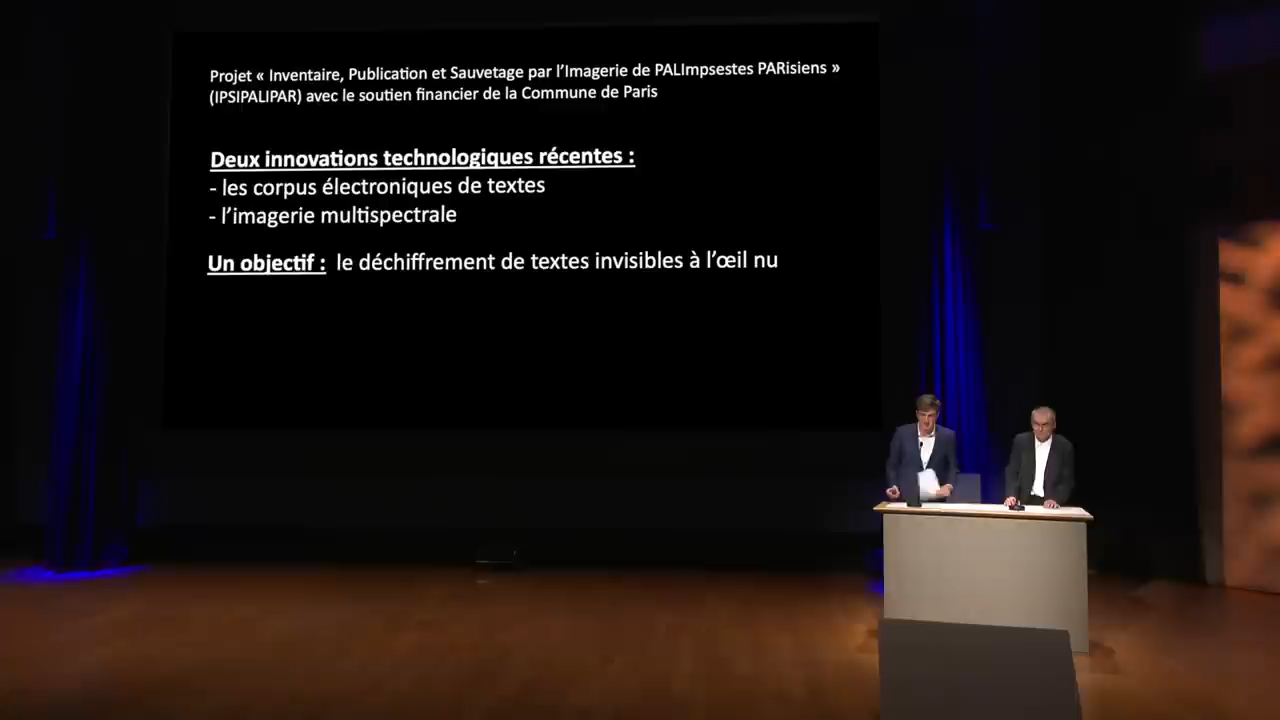 Projet « Inventaire, Publication et Sauvetage par l’Imagerie de PALImpsestes PARisiens »
(IPSIPALIPAR) avec le soutien financier de la Commune de Paris
Deux innovations technologiques récentes :
- les corpus électroniques de textes
- l’imagerie multispectrale
Un objectif : le déchiffrement de textes invisibles à l’œil nu